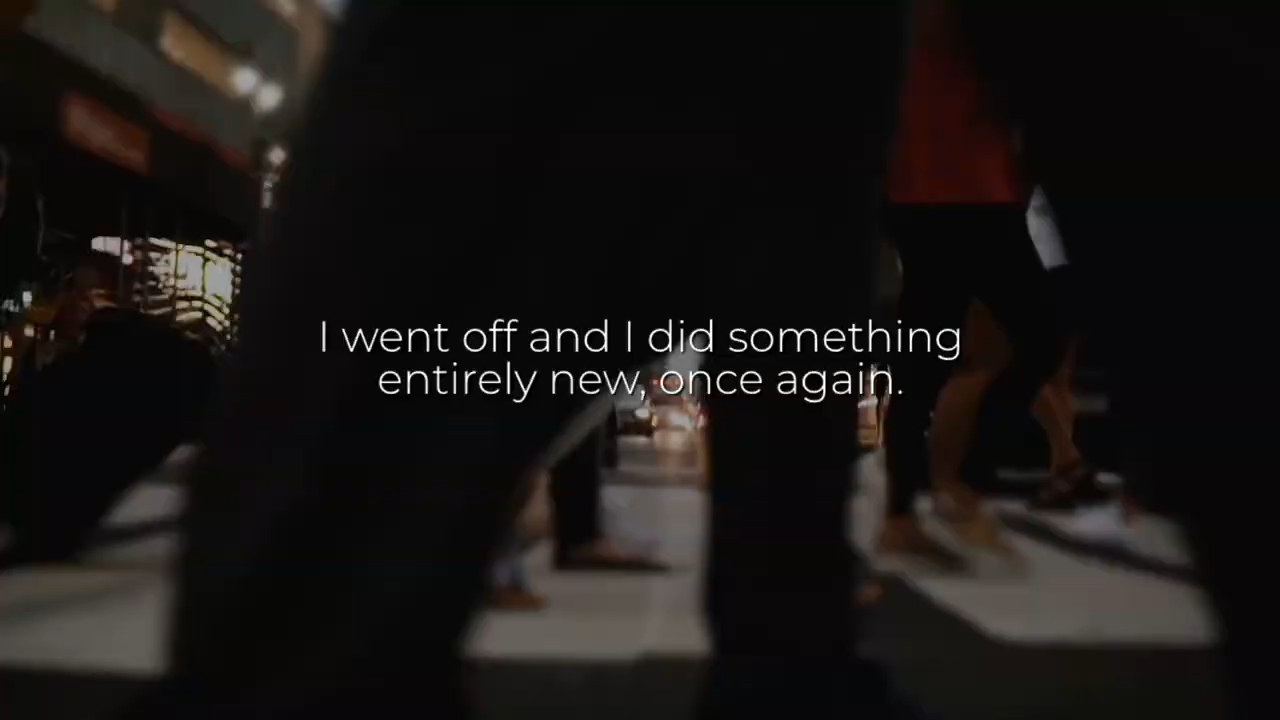 I went off and I did something
entirely new, once again.